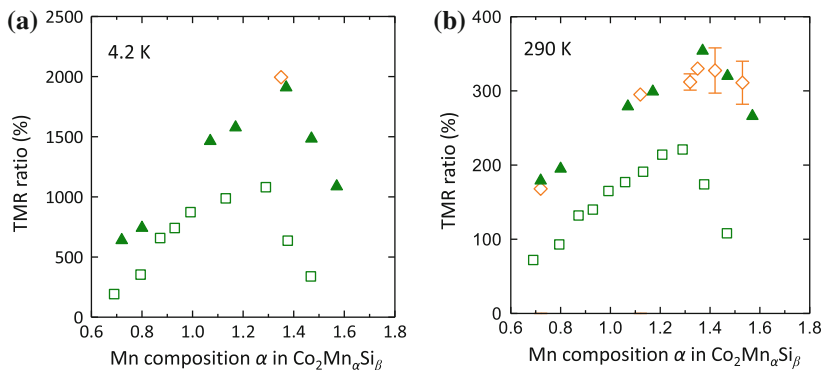 (a)
4.2 K
TMR ratio (%)
2500
2000
1500
1000
500
0
0.6 0.8 1.0 1.2 1.4 1.6 1.8
Mn composition α in Co₂MnαSiᵦ
(b)
290 K
TMR ratio (%)
400
300
200
100
0
0.6 0.8 1.0 1.2 1.4 1.6 1.8
Mn composition α in Co₂MnαSiᵦ